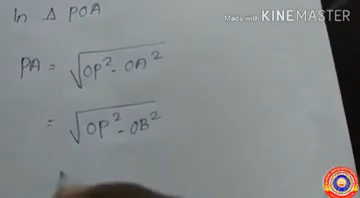 Made with KINEMASTER
In Δ POA
PA = √(OP² - OA²)
= √(OP² - OB²)